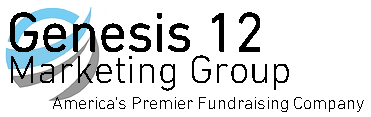 Genesis 12
Marketing Group
America's Premier Fundraising Company